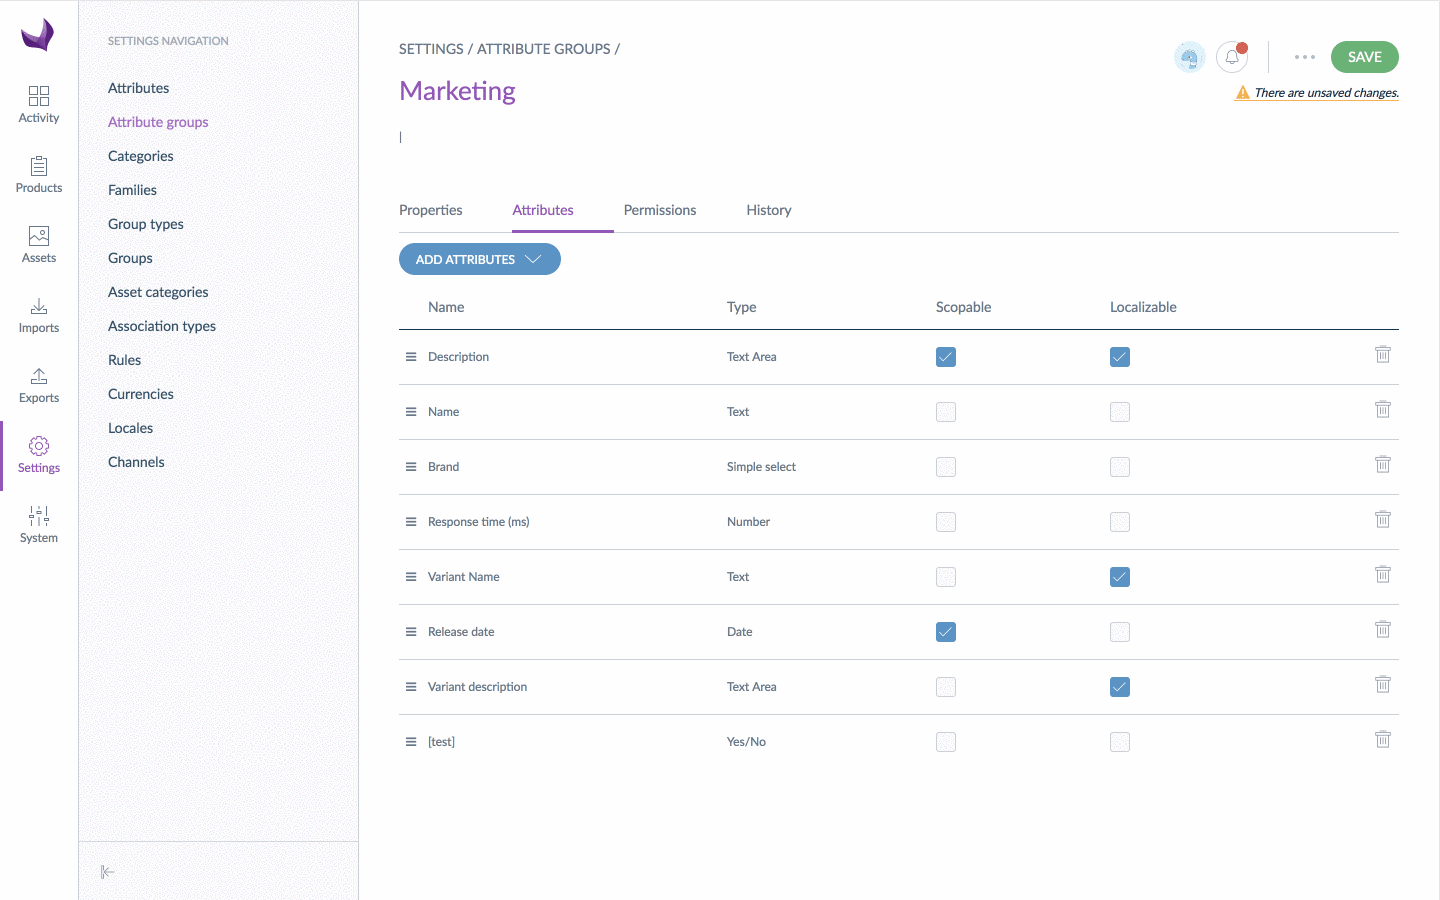 SETTINGS / ATTRIBUTE GROUPS /
Marketing
SAVE
There are unsaved changes.
Activity
Products
Assets
Imports
Exports
Settings
System
SETTINGS NAVIGATION
Attributes
Attribute groups
Categories
Families
Group types
Groups
Asset categories
Association types
Rules
Currencies
Locales
Channels
Properties Attributes Permissions History
ADD ATTRIBUTES
Name Type Scopable Localizable
Description Text Area
Name Text
Brand Simple select
Response time (ms) Number
Variant Name Text
Release date Date
Variant description Text Area
[test] Yes/No